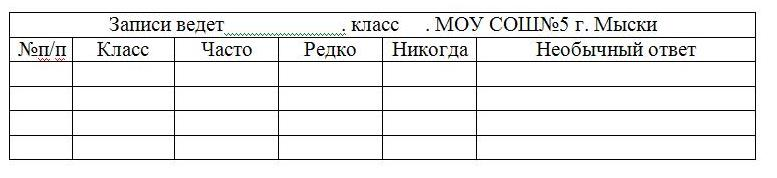 Записи ведет . класс . МОУ СОШ№5 г. Мыски
№п/п Класс Часто Редко Никогда Необычный ответ